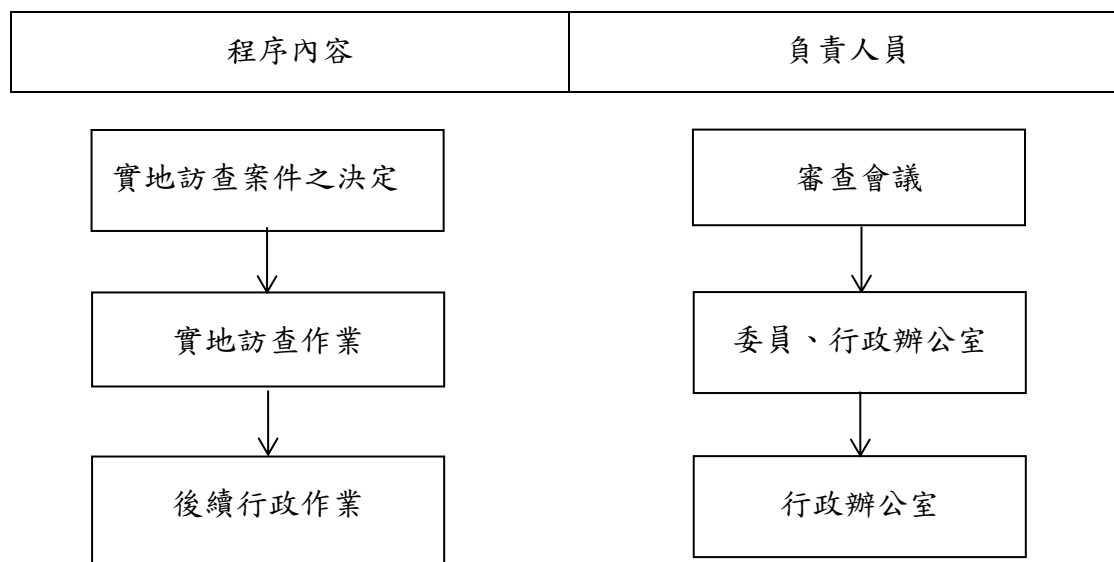 程序內容
負責人員
實地訪查案件之決定
審查會議
實地訪查作業
委員、行政辦公室
後續行政作業
行政辦公室